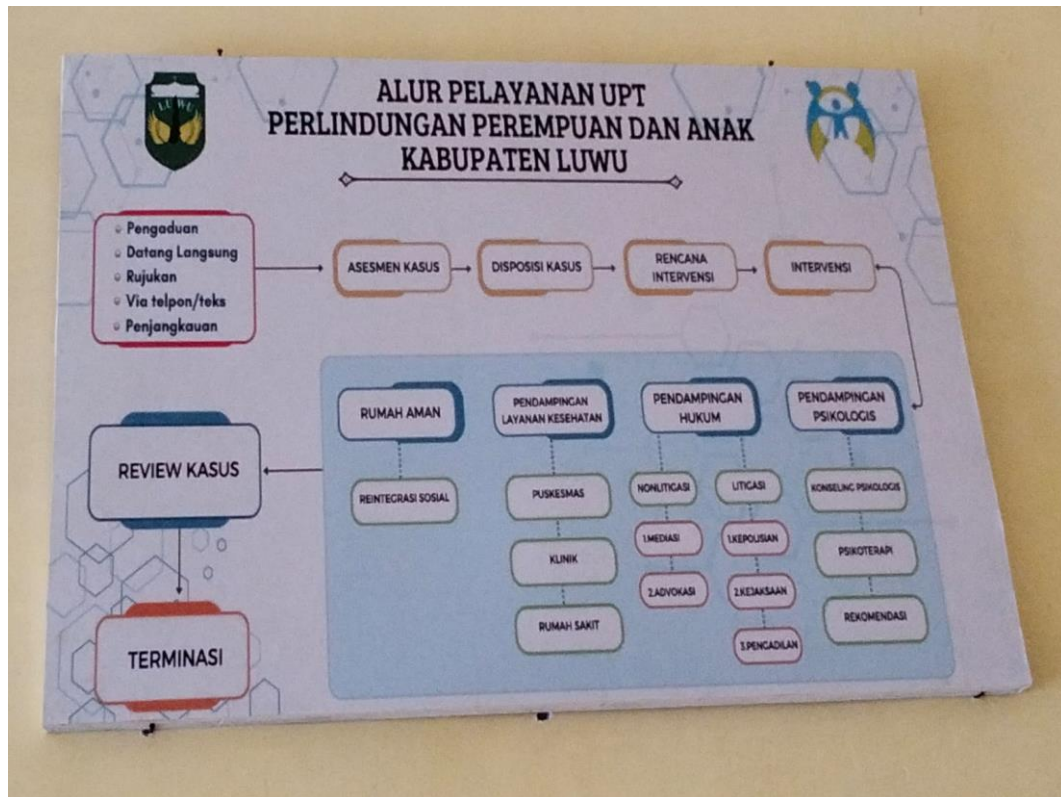 LUWU
ALUR PELAYANAN UPT
PERLINDUNGAN PEREMPUAN DAN ANAK
KABUPATEN LUWU
Pengaduan
Datang Langsung
Rujukan
Via telpon/teks
Penjangkauan
ASESMEN KASUS
DISPOSISI KASUS
RENCANA
INTERVENSI
INTERVENSI
RUMAH AMAN
REINTEGRASI SOSIAL
PENDAMPINGAN
LAYANAN KESEHATAN
PUSKESMAS
KLINIK
RUMAH SAKIT
PENDAMPINGAN
HUKUM
NONLITIGASI
1.MEDIASI
2.ADVOKASI
LITIGASI
1.KEPOLISIAN
2.KEJAKSAAN
3.PENGADILAN
PENDAMPINGAN
PSIKOLOGIS
KONSELING PSIKOLOGIS
PSIKOTERAPI
REKOMENDASI
REVIEW KASUS
TERMINASI